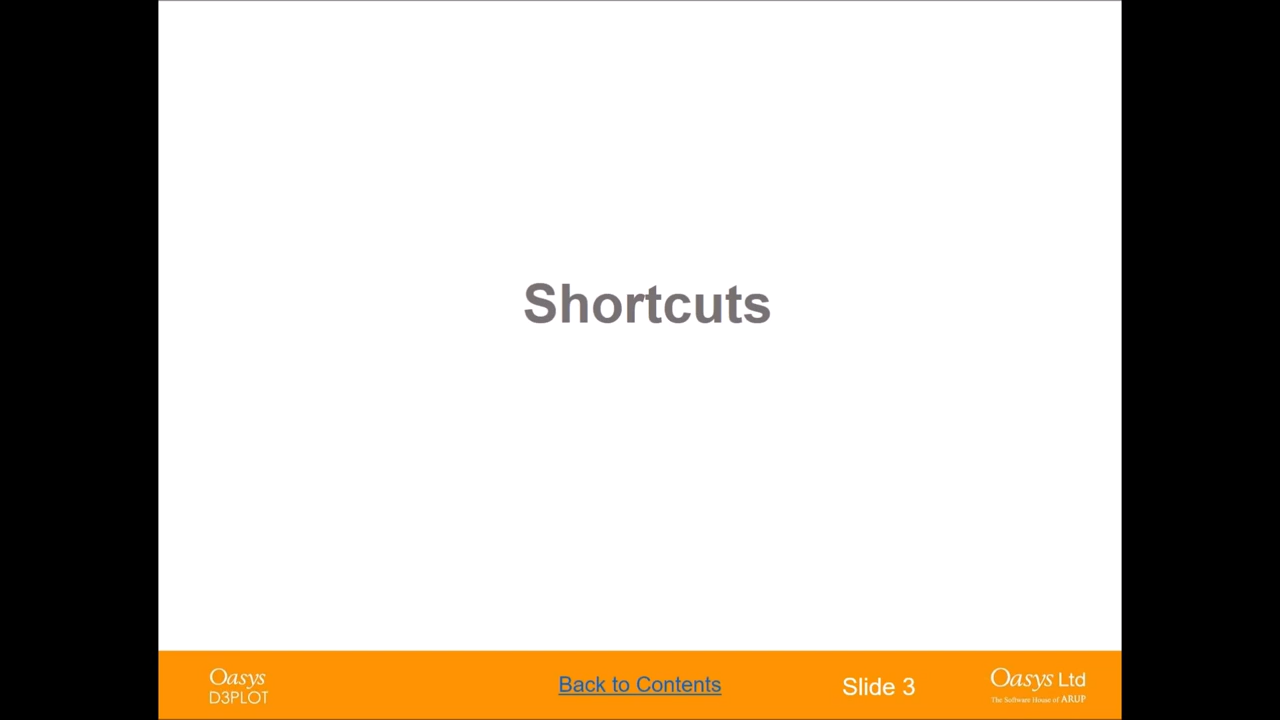 Shortcuts
Oasys
D3PLOT
Back to Contents
Slide 3
Oasys Ltd
The Software House of ARUP